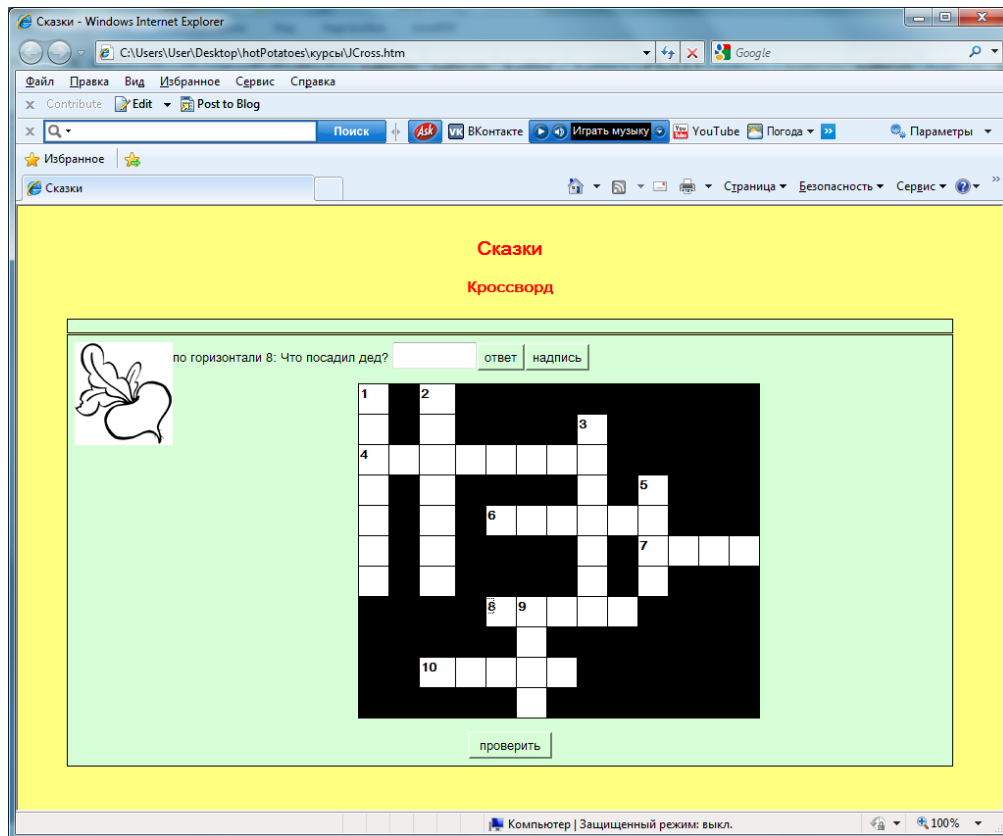 Сказки - Windows Internet Explorer
C:\Users\User\Desktop\hotPotatoes\курсы\JCross.htm
Google
Файл Правка Вид Избранное Сервис Справка
x Contribute Edit Post to Blog
x Поиск Ask ВКонтакте Играть музыку YouTube Погода Параметры
Избранное
Сказки
Страница Безопасность Сервис
Сказки
Кроссворд
по горизонтали 8: Что посадил дед? ответ надпись
1 2
3
4
5
6
7
8 9
10
проверить
Компьютер | Защищенный режим: выкл. 100%